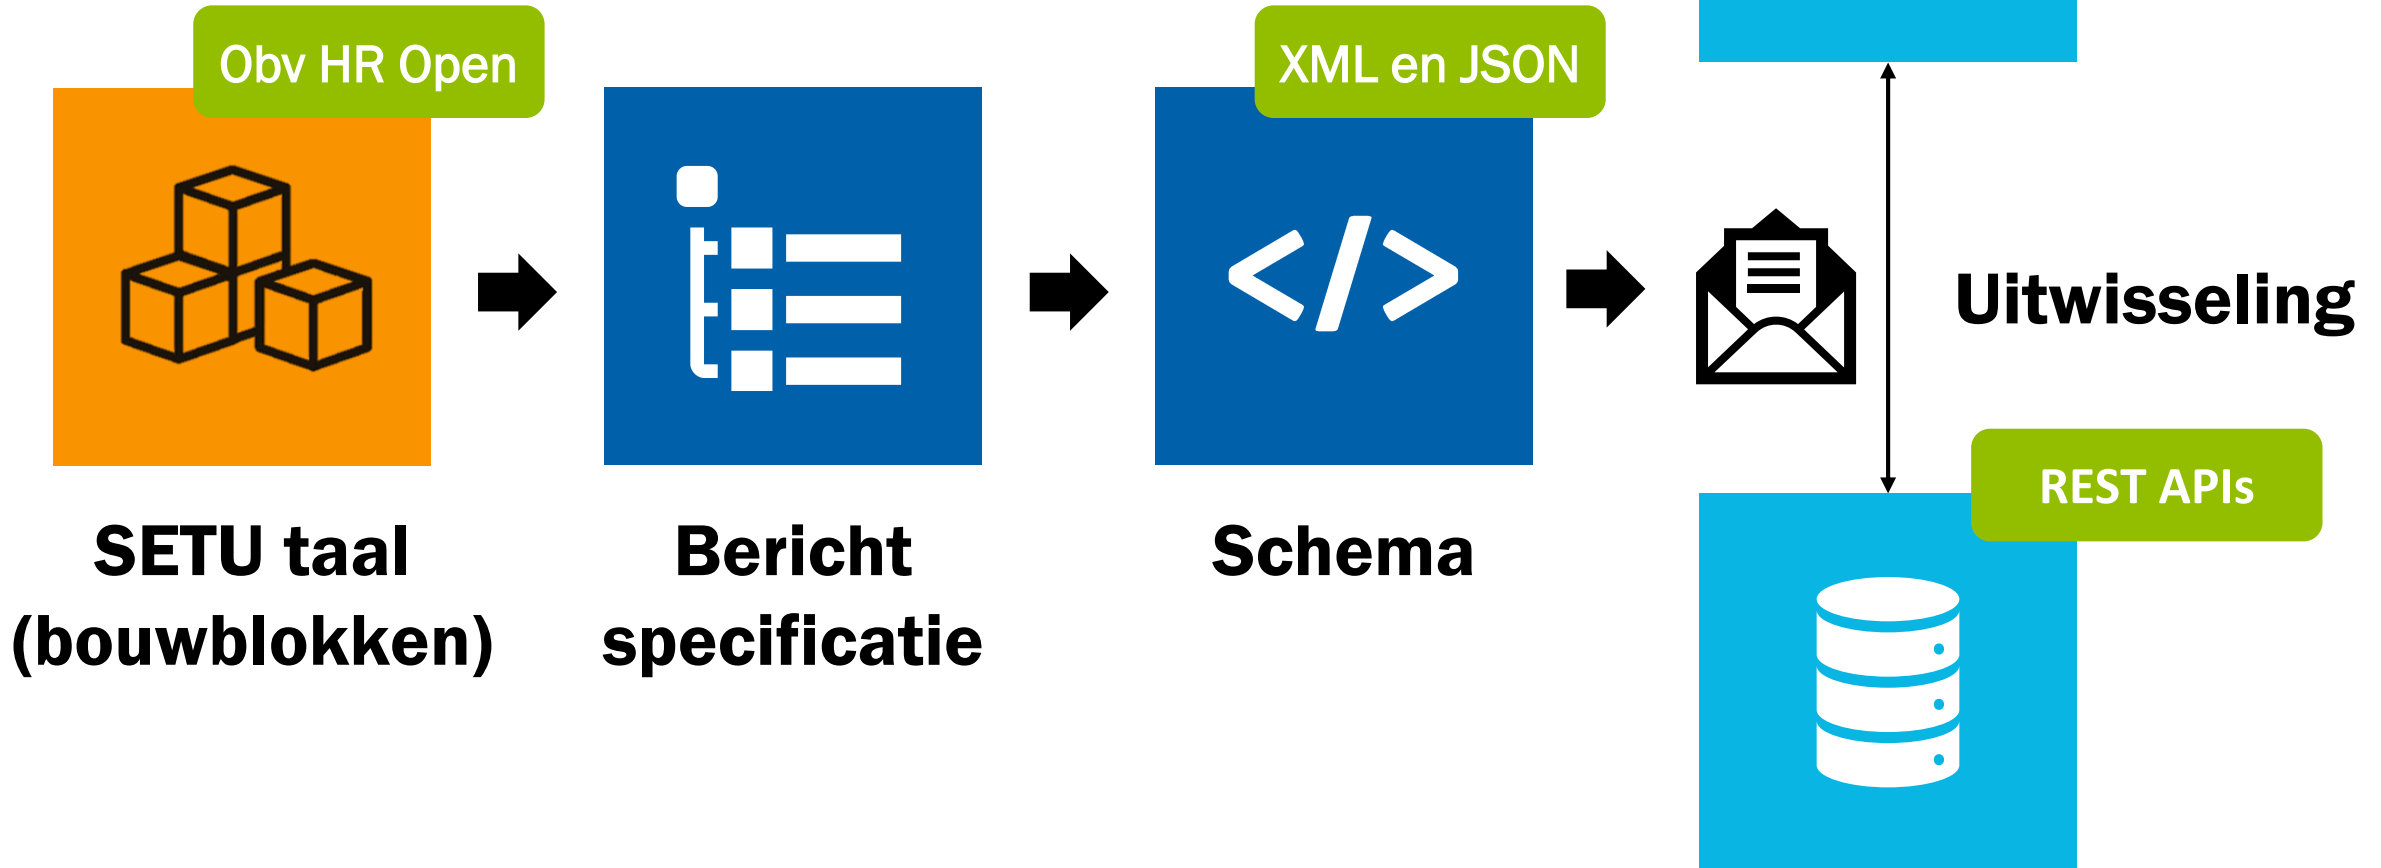 Obv HR Open
XML en JSON
Uitwisseling
REST APIs
SETU taal
(bouwblokken)
Bericht
specificatie
Schema